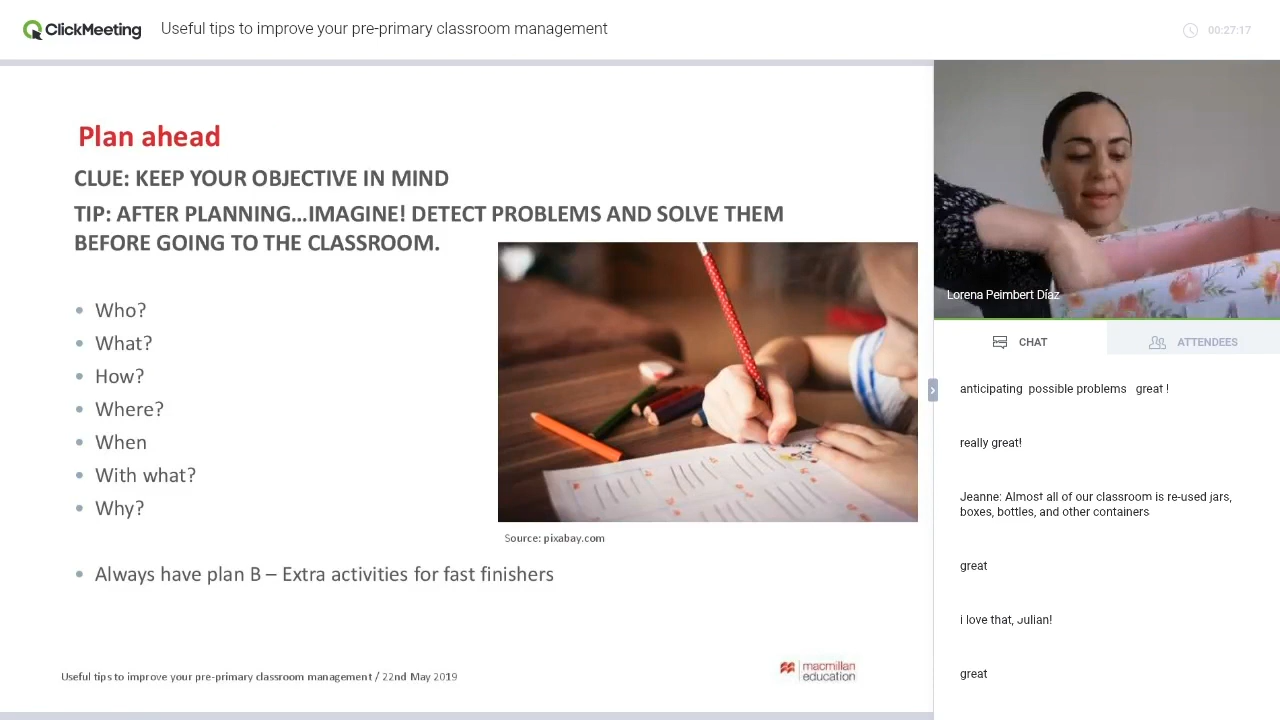 ClickMeeting
Useful tips to improve your pre-primary classroom management
00:27:17
Plan ahead
CLUE: KEEP YOUR OBJECTIVE IN MIND
TIP: AFTER PLANNING...IMAGINE! DETECT PROBLEMS AND SOLVE THEM
BEFORE GOING TO THE CLASSROOM.
• Who?
• What?
• How?
• Where?
• When
• With what?
• Why?
Source: pixabay.com
• Always have plan B – Extra activities for fast finishers
Useful tips to improve your pre-primary classroom management / 22nd May 2019
macmillan
education
Lorena Peimbert Díaz
CHAT
ATTENDEES
anticipating possible problems great !
really great!
Jeanne: Almost all of our classroom is re-used jars,
boxes, bottles, and other containers
great
i love that, Julian!
great